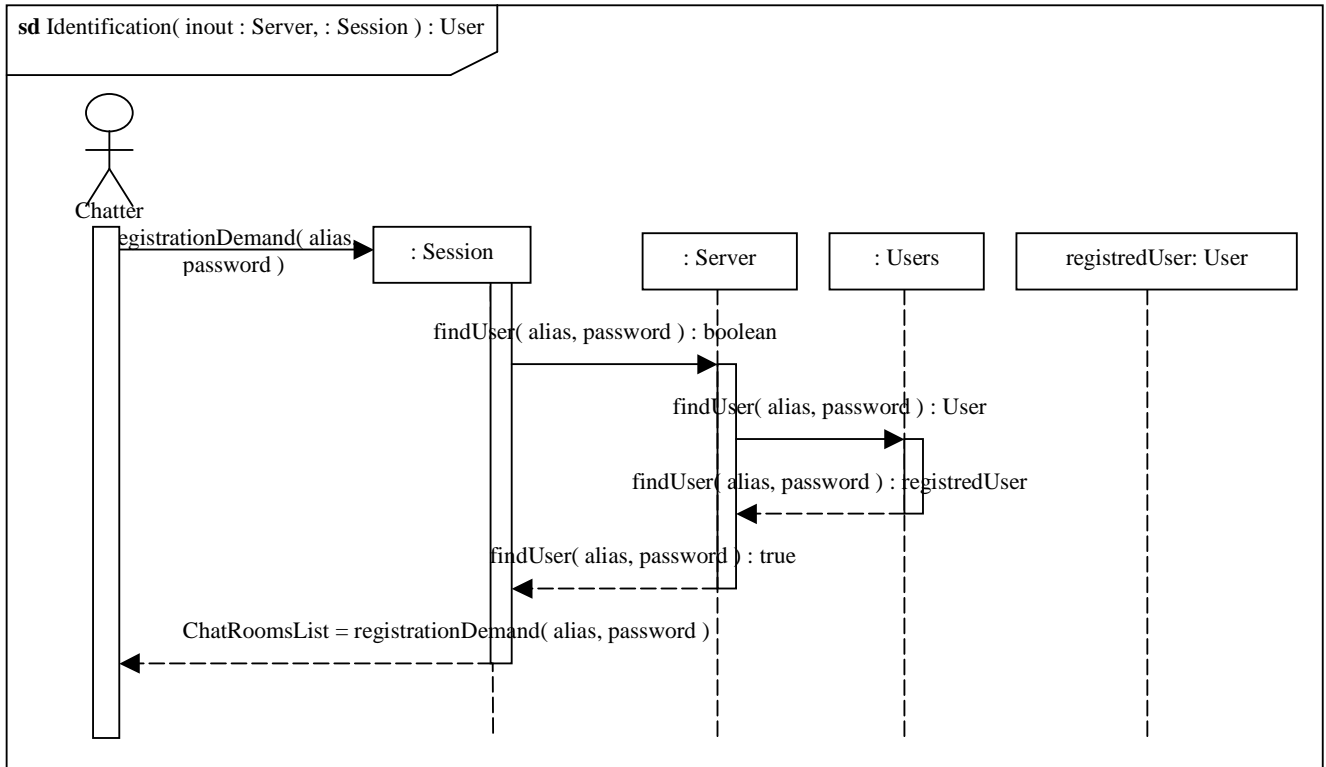 sd Identification( inout : Server, : Session ) : User
Chatter
egistrationDemand( alias,
password )
: Session
: Server
: Users
registredUser: User
findUser( alias, password ) : boolean
findUser( alias, password ) : User
findUser( alias, password ) : registredUser
findUser( alias, password ) : true
ChatRoomsList = registrationDemand( alias, password )